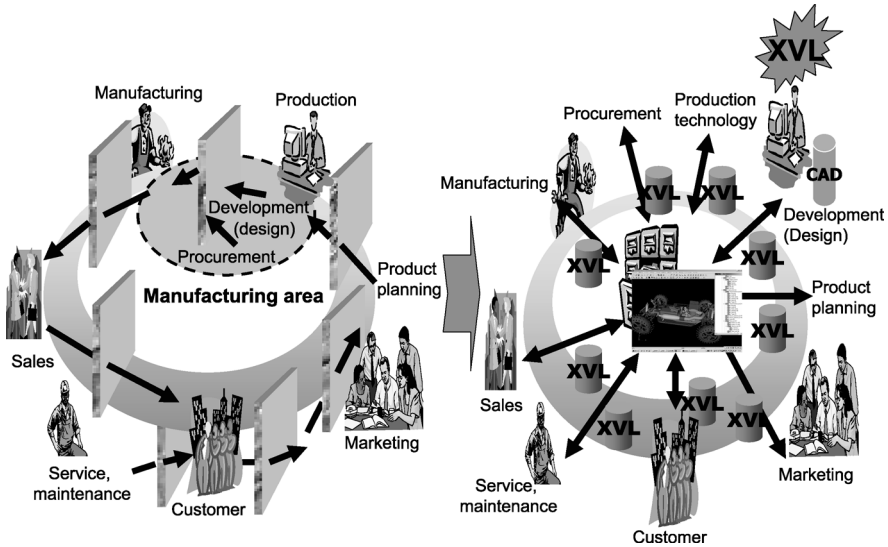 Manufacturing
Production
Development
(design)
Procurement
Manufacturing area
Product
planning
Sales
Marketing
Service,
maintenance
Customer
XVL
Procurement
Production
technology
CAD
Manufacturing
XVL
XVL
Development
(Design)
XVL
XVL
Product
planning
XVL
XVL
Sales
XVL
XVL
XVL
Marketing
Service,
maintenance
Customer